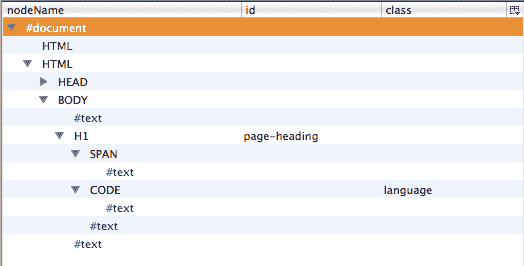 nodeName id class
#document
HTML
HTML
HEAD
BODY
#text
H1 page-heading
SPAN
#text
CODE language
#text
#text
#text